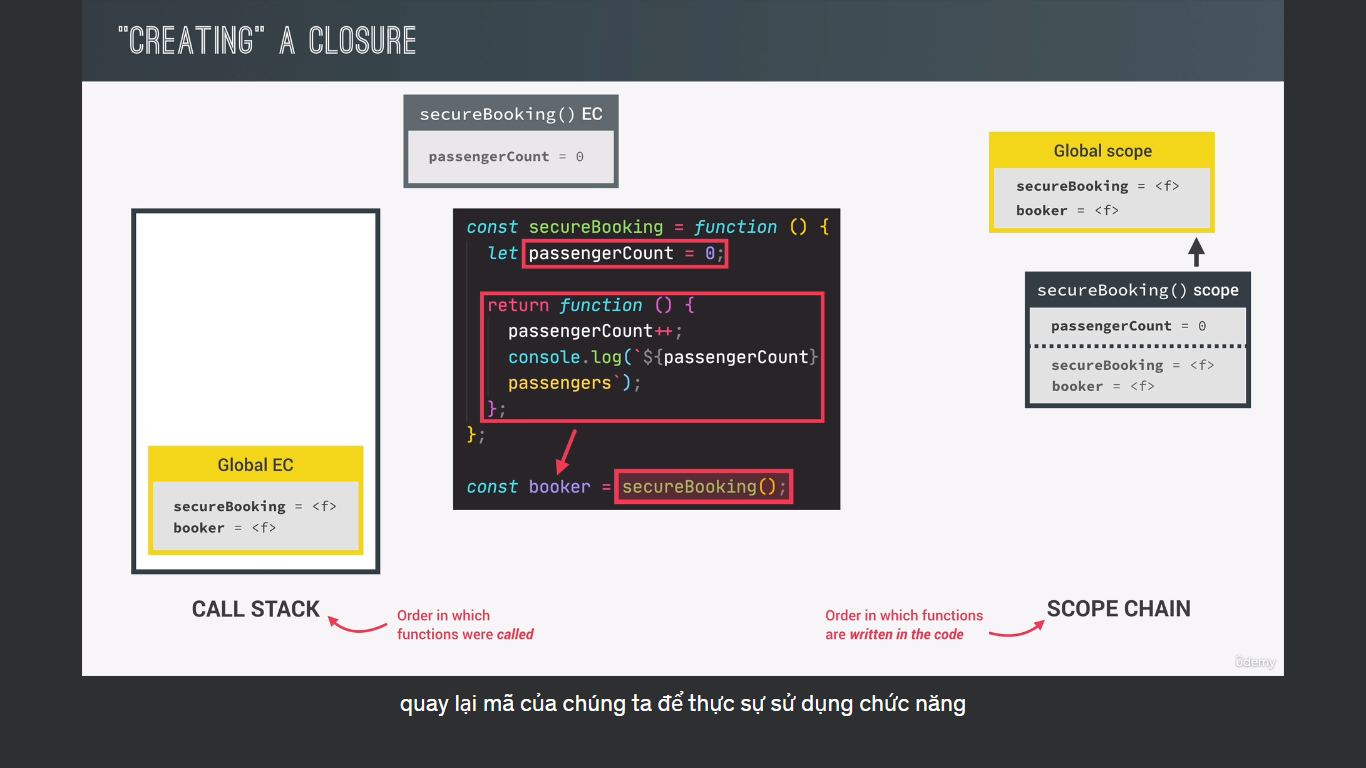 "CREATING" A CLOSURE
secureBooking() EC
passengerCount = 0
Global scope
secureBooking = <f>
booker = <f>
secureBooking() scope
passengerCount = 0
secureBooking = <f>
booker = <f>
const secureBooking = function () {
let passengerCount = 0;
return function () {
passengerCount++;
console.log(`${passengerCount}
passengers`);
};
};
const booker = secureBooking();
Global EC
secureBooking = <f>
booker = <f>
CALL STACK
Order in which
functions were called
Order in which functions
are written in the code
SCOPE CHAIN
ûdemy
quay lại mã của chúng ta để thực sự sử dụng chức năng